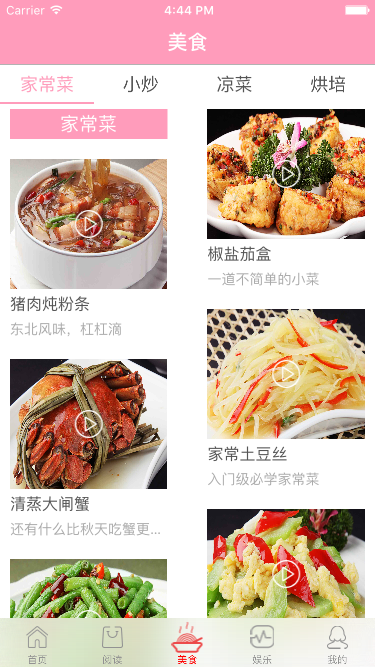 Carrier 4:44 PM
美食
家常菜 小炒 凉菜 烘培
家常菜
猪肉炖粉条
东北风味，杠杠滴
清蒸大闸蟹
还有什么比秋天吃蟹更...
椒盐茄盒
一道不简单的小菜
家常土豆丝
入门级必学家常菜
首页 阅读 美食 娱乐 我的